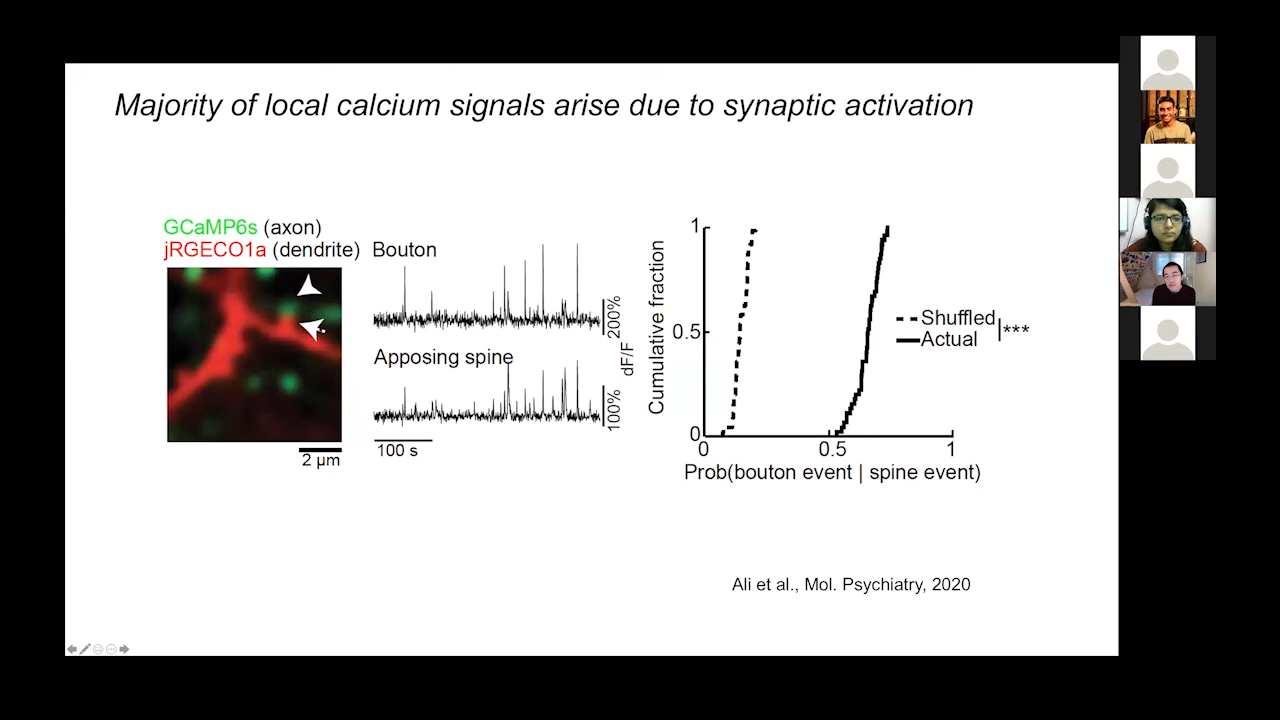 Majority of local calcium signals arise due to synaptic activation
GCaMP6s (axon)
jRGECO1a (dendrite)
2 µm
Bouton
200%
Apposing spine
dF/F
100%
100 s
Cumulative fraction
1
0.5
0
0
0.5
1
Prob(bouton event | spine event)
Shuffled
Actual
***
Ali et al., Mol. Psychiatry, 2020